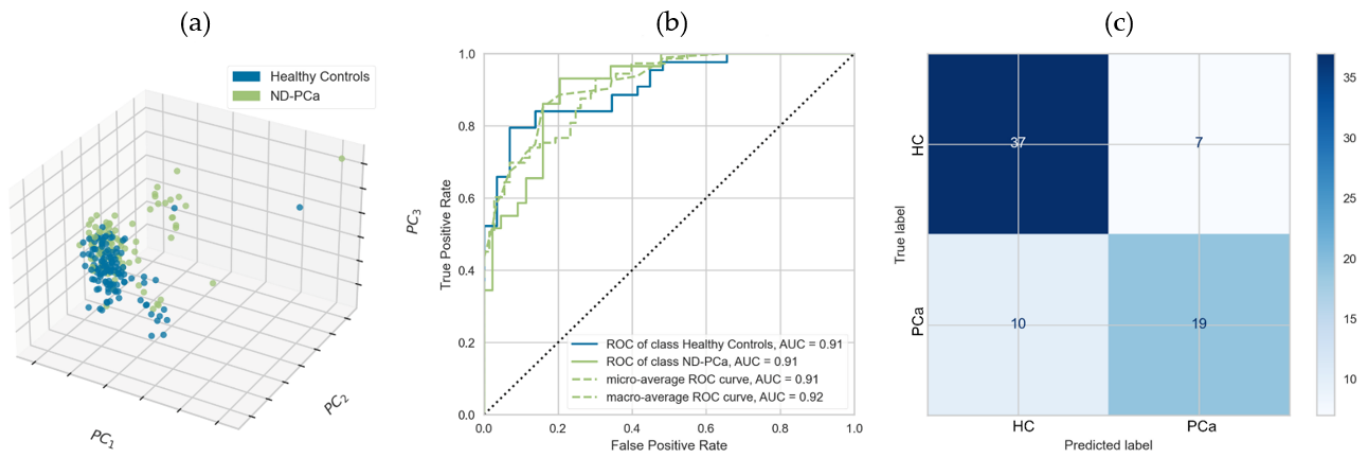 (a)
Healthy Controls
ND-PCa
PC₁
PC₂
PC₃
(b)
1.0
0.8
0.6
0.4
0.2
0.0
True Positive Rate
ROC of class Healthy Controls, AUC = 0.91
ROC of class ND-PCa, AUC = 0.91
micro-average ROC curve, AUC = 0.91
macro-average ROC curve, AUC = 0.92
0.0 0.2 0.4 0.6 0.8 1.0
False Positive Rate
(c)
HC
PCa
True label
37 7
10 19
HC PCa
Predicted label
35
30
25
20
15
10